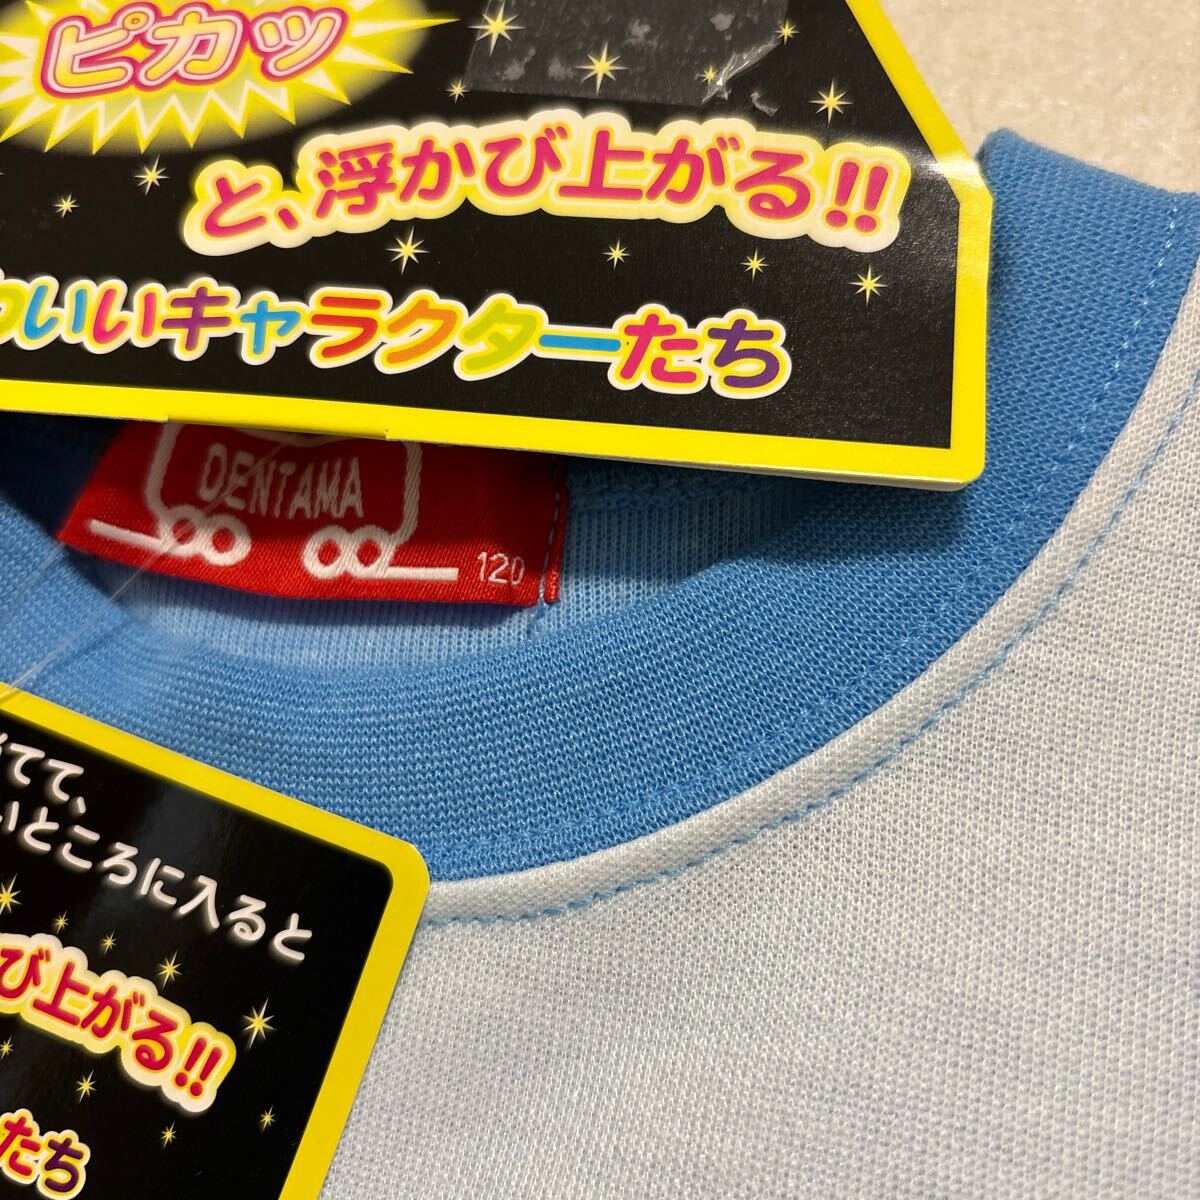 ピカッ
と、浮かび上がる!!
わいいキャラクターたち
DENTAMA
120
てて、
いところに入ると
び上がる!!
たち